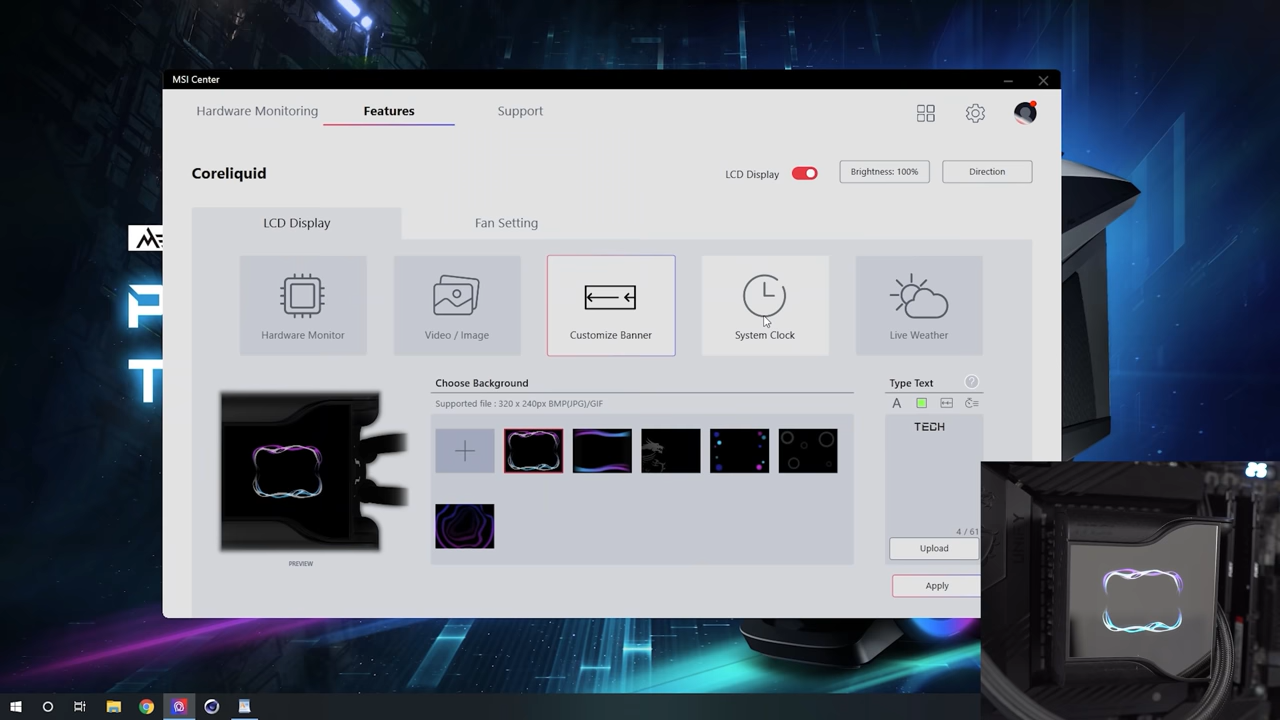 MSI Center
Hardware Monitoring
Features
Support
Coreliquid
LCD Display
Brightness: 100%
Direction
LCD Display
Fan Setting
Hardware Monitor
Video / Image
Customize Banner
System Clock
Live Weather
Choose Background
Type Text
?
Supported file : 320 x 240px BMP(JPG)/GIF
A
TECH
4 / 61
Upload
PREVIEW
Apply
P
T